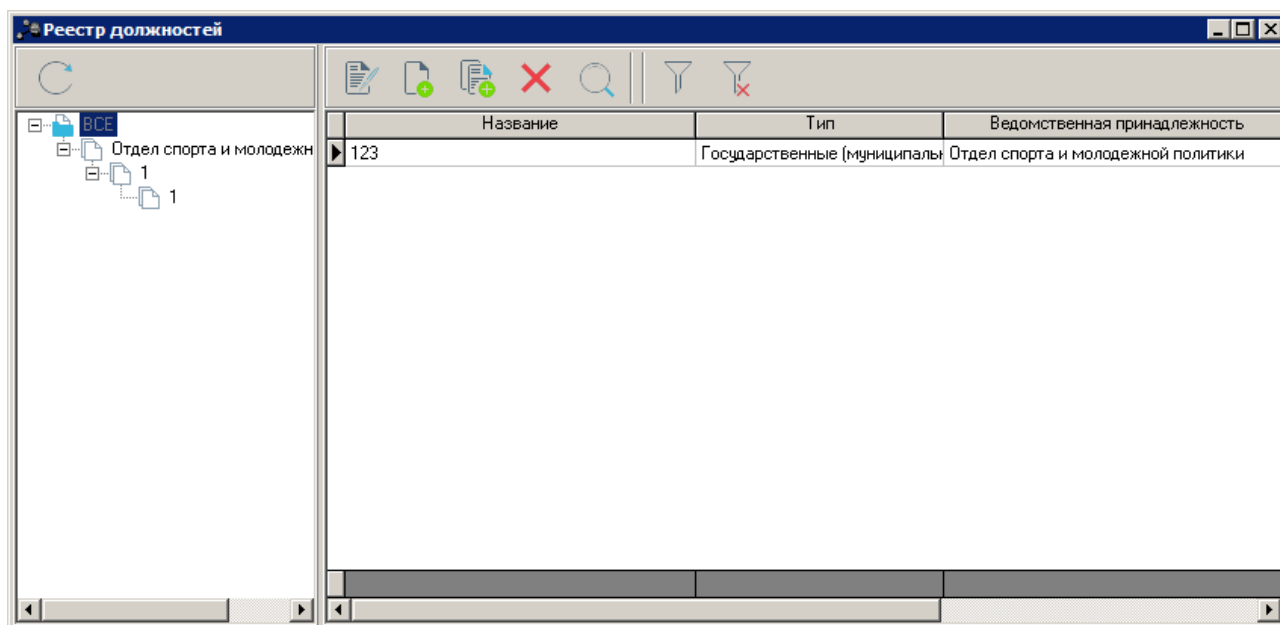 Реестр должностей
ВСЕ
Отдел спорта и молодежн
1
1
Название Тип Ведомственная принадлежность
123 Государственные (муниципальн Отдел спорта и молодежной политики